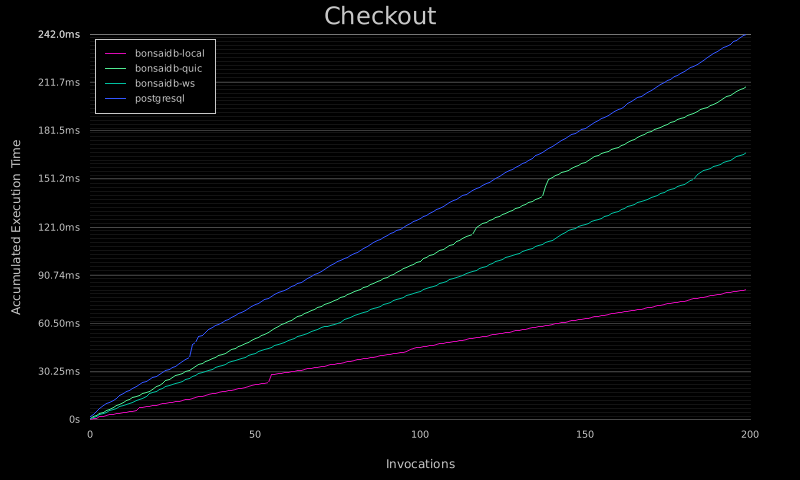 Checkout
242.0ms
211.7ms
181.5ms
151.2ms
121.0ms
90.74ms
60.50ms
30.25ms
0s
bonsaidb-local
bonsaidb-quic
bonsaidb-ws
postgresql
Accumulated Execution Time
0 50 100 150 200
Invocations